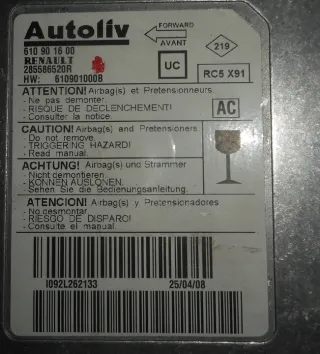 Autoliv
FORWARD
AVANT
610 90 16 00
RENAULT
285586520R
HW: 610901000B
219
UC
RC5 X91
ATTENTION! Airbag(s) et Pretensionneurs.
- Ne pas demonter.
- RISQUE DE DECLENCHEMENT!
- Consulter la notice.
AC
CAUTION! Airbag(s) and Pretensioners
- Do not remove.
- TRIGGERING HAZARD!
- Read manual.
ACHTUNG! Airbag(s) und Strammer
- Nicht demontieren.
- KONNEN AUSLONEN.
- Sehen Sie die Bedienungsanleitung.
ATENCION! Airbag(s) y Pretensionadores
- No desmontar
- RIESGO DE DISPARO!
- Consulte el manual.
I092L262133
25/04/08